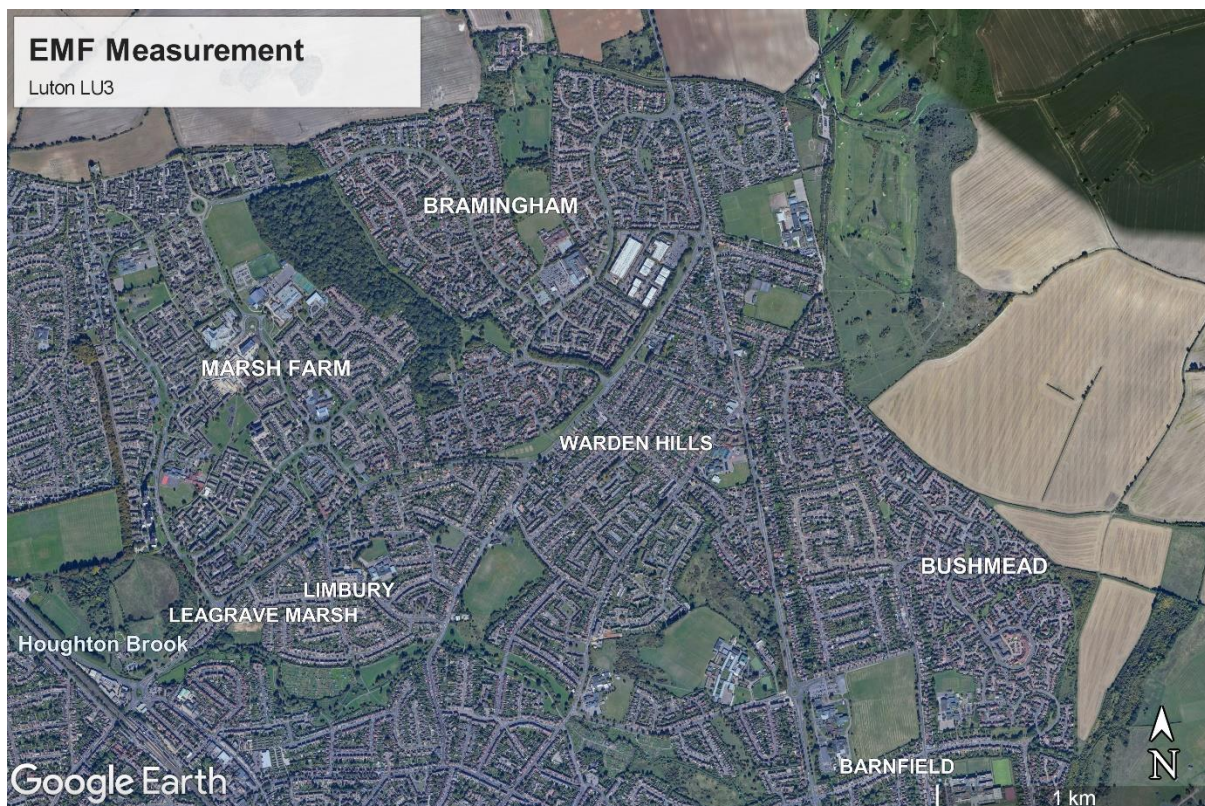 EMF Measurement
Luton LU3
BRAMINGHAM
MARSH FARM
WARDEN HILLS
BUSHMEAD
LIMBURY
LEAGRAVE MARSH
Houghton Brook
BARNFIELD
N
Google Earth
1 km